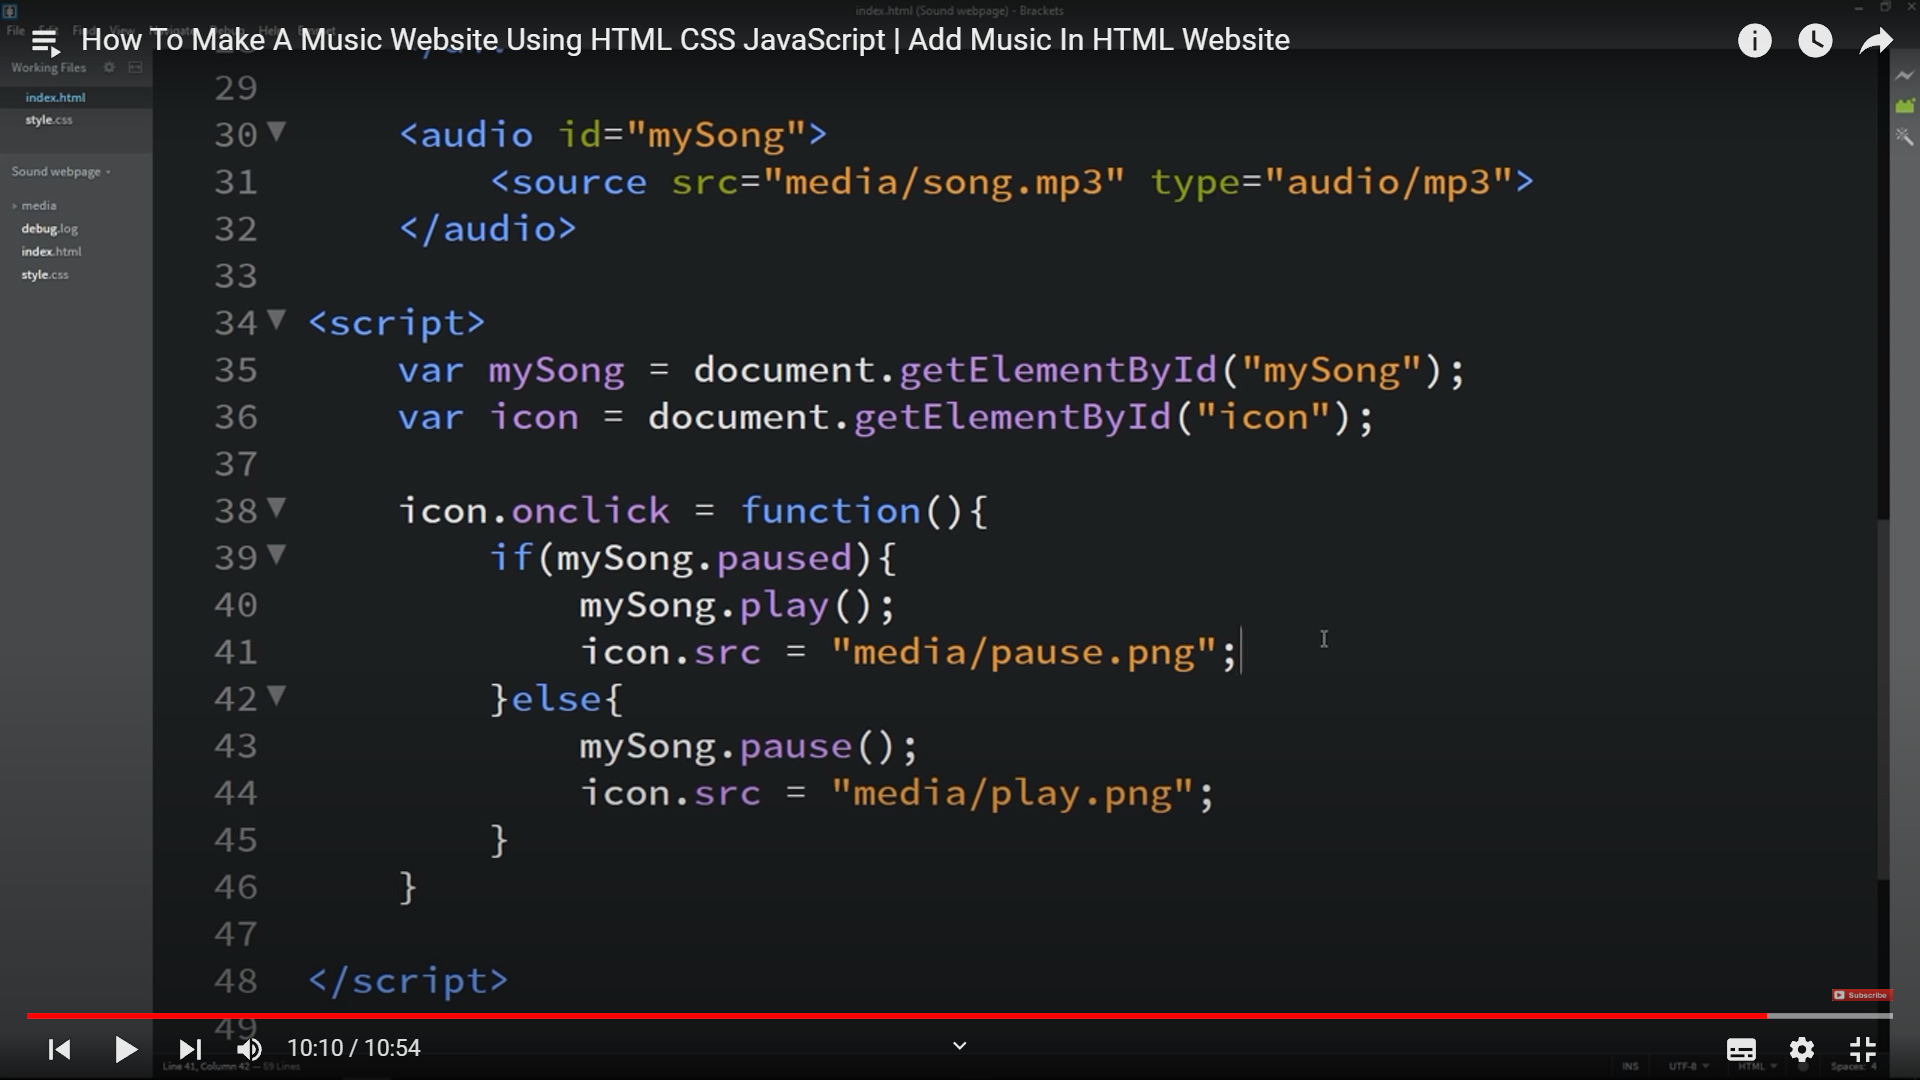 index.html (Sound webpage) - Brackets
How To Make A Music Website Using HTML CSS JavaScript | Add Music In HTML Website
Working Files
index.html
style.css
Sound webpage
media
debug.log
index.html
style.css
29
30 <audio id="mySong">
31 <source src="media/song.mp3" type="audio/mp3">
32 </audio>
33
34 <script>
35 var mySong = document.getElementById("mySong");
36 var icon = document.getElementById("icon");
37
38 icon.onclick = function(){
39 if(mySong.paused){
40 mySong.play();
41 icon.src = "media/pause.png";
42 }else{
43 mySong.pause();
44 icon.src = "media/play.png";
45 }
46 }
47
48 </script>
49
Subscribe
10:10 / 10:54
Line 41, Column 42 — 59 Lines
INS UTF-8 HTML Spaces: 4